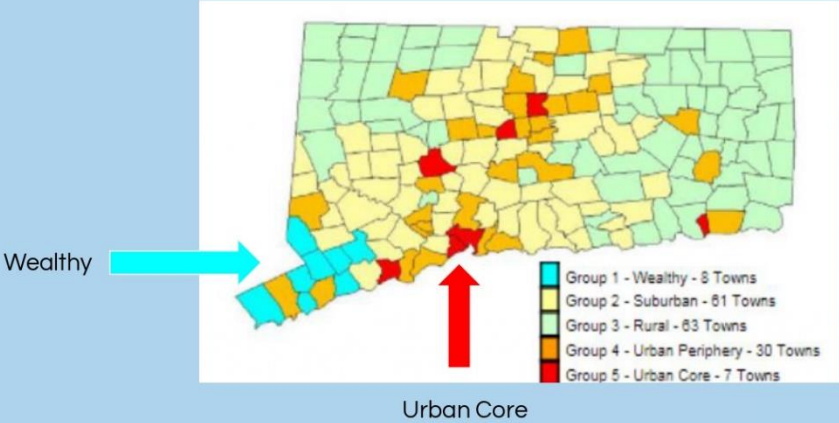 Wealthy
Group 1 - Wealthy - 8 Towns
Group 2 - Suburban - 61 Towns
Group 3 - Rural - 63 Towns
Group 4 - Urban Periphery - 30 Towns
Group 5 - Urban Core - 7 Towns
Urban Core